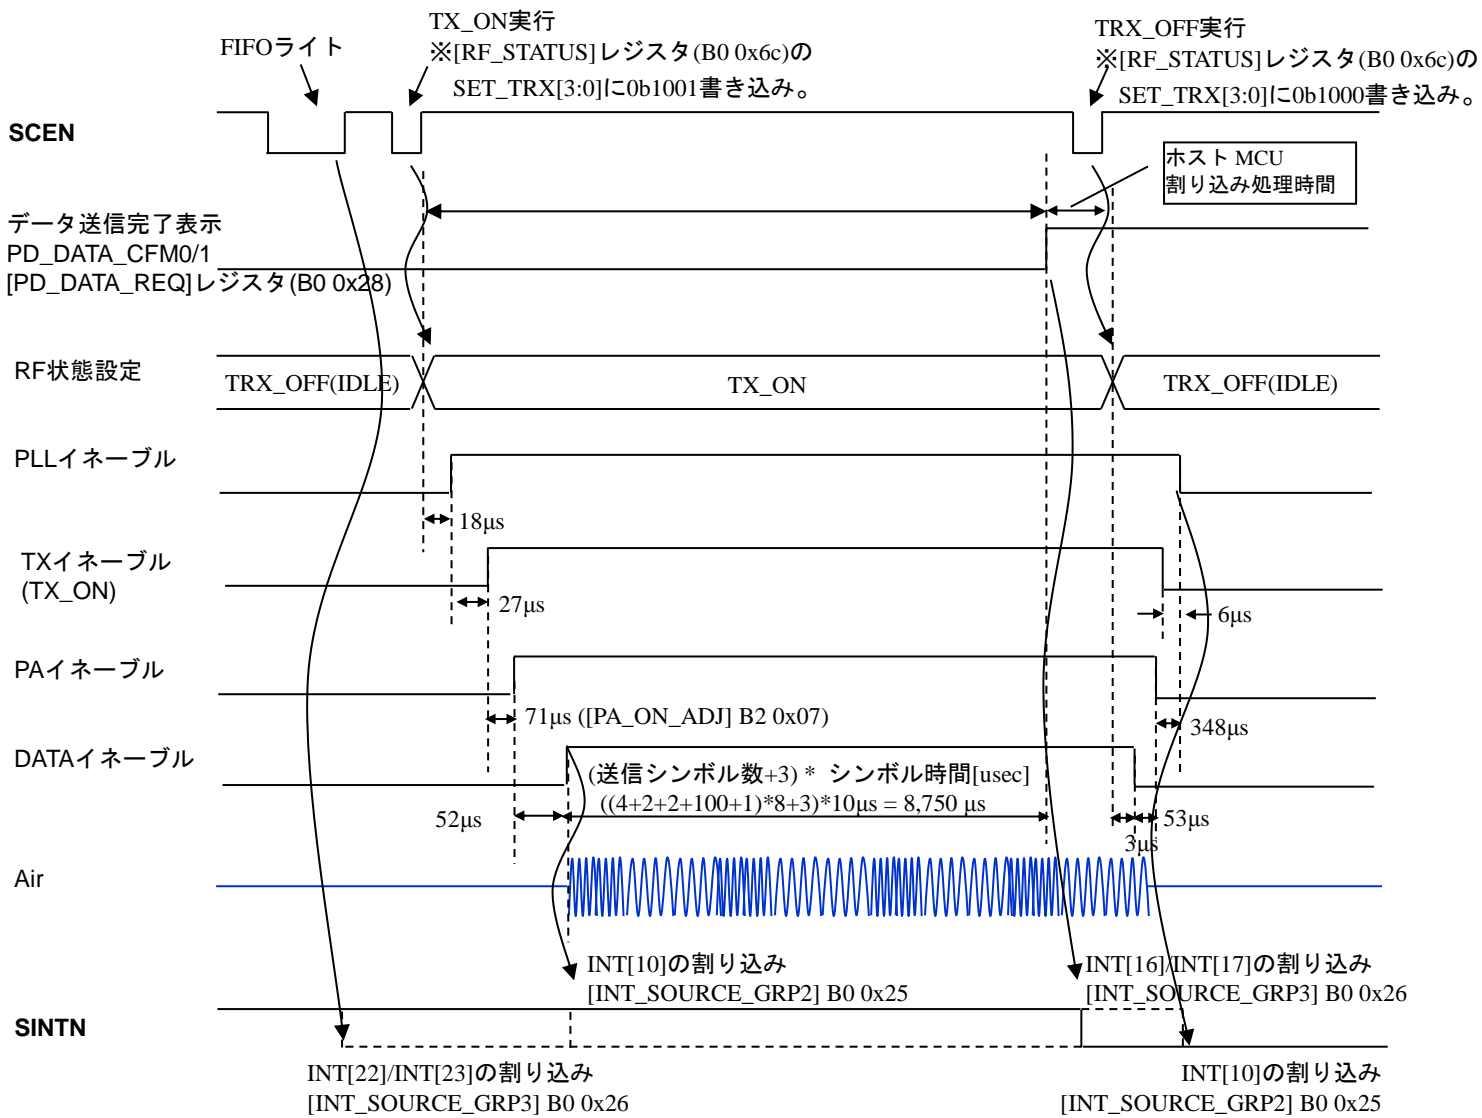 TX_ON実行
※[RF_STATUS]レジスタ(B0 0x6c)の
SET_TRX[3:0]に0b1001書き込み。
TRX_OFF実行
※[RF_STATUS]レジスタ(B0 0x6c)の
SET_TRX[3:0]に0b1000書き込み。
FIFOライト
SCEN
ホスト MCU
割り込み処理時間
データ送信完了表示
PD_DATA_CFM0/1
[PD_DATA_REQ]レジスタ(B0 0x28)
RF状態設定
TRX_OFF(IDLE)
TX_ON
TRX_OFF(IDLE)
PLLイネーブル
18μs
TXイネーブル
(TX_ON)
27μs
6μs
PAイネーブル
71μs ([PA_ON_ADJ] B2 0x07)
348μs
DATAイネーブル
(送信シンボル数+3) * シンボル時間[usec]
((4+2+2+100+1)*8+3)*10μs = 8,750 μs
52μs
53μs
3μs
Air
INT[10]の割り込み
[INT_SOURCE_GRP2] B0 0x25
INT[16]/INT[17]の割り込み
[INT_SOURCE_GRP3] B0 0x26
SINTN
INT[22]/INT[23]の割り込み
[INT_SOURCE_GRP3] B0 0x26
INT[10]の割り込み
[INT_SOURCE_GRP2] B0 0x25